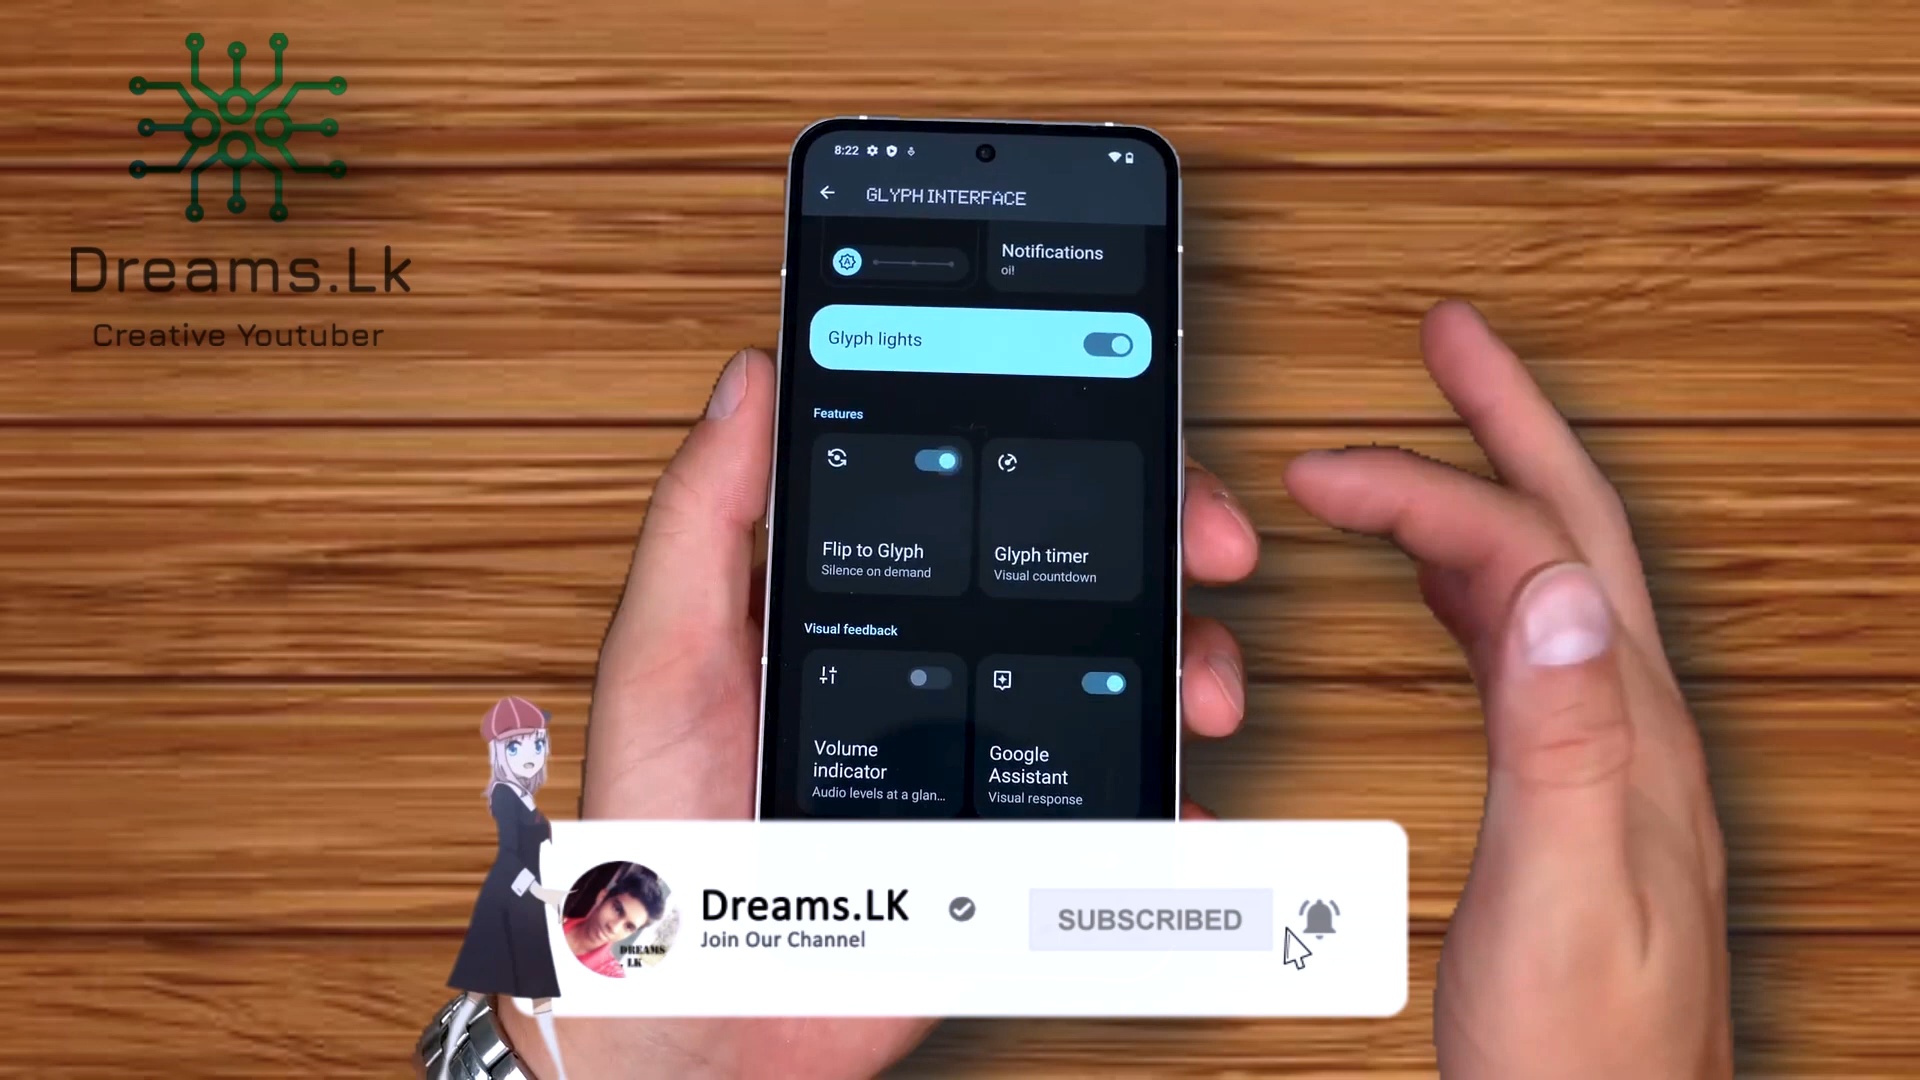 Dreams.Lk
Creative Youtuber
8:22
GLYPH INTERFACE
Notifications
oi!
Glyph lights
Features
Flip to Glyph
Silence on demand
Glyph timer
Visual countdown
Visual feedback
Volume
indicator
Audio levels at a glan...
Google
Assistant
Visual response
Dreams.LK
Join Our Channel
SUBSCRIBED
DREAMS
LK